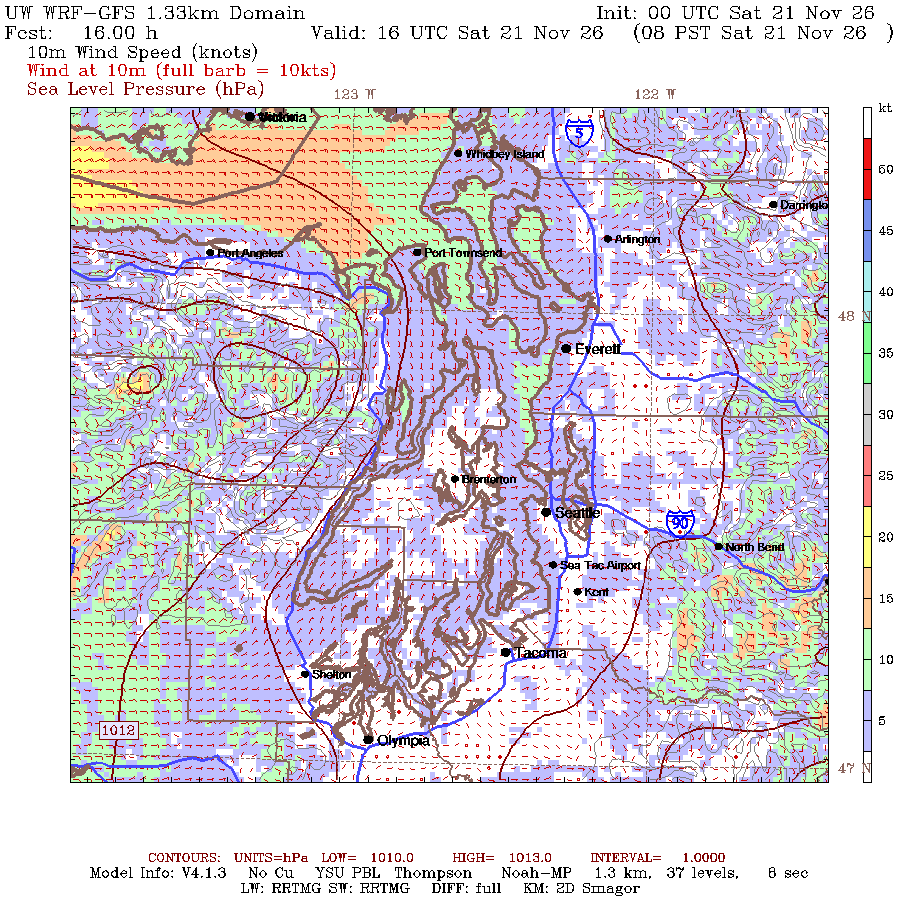 UW WRF-GFS 1.33km Domain Init: 00 UTC Sat 21 Nov 26
Fcst: 16.00 h Valid: 16 UTC Sat 21 Nov 26 (08 PST Sat 21 Nov 26 )
10m Wind Speed (knots)
Wind at 10m (full barb = 10kts)
Sea Level Pressure (hPa)
123 W 122 W
kt
Victoria
5
60
Whidbey Island
Darringto
45
Arlington
Port Angeles
Port Townsend
40
48 N
Everett
35
30
25
Bremerton
Seattle
90
20
North Bend
Sea Tac Airport
Kent
15
Tacoma
10
Shelton
5
1012
Olympia
47 N
CONTOURS: UNITS=hPa LOW= 1010.0 HIGH= 1013.0 INTERVAL= 1.0000
Model Info: V4.1.3 No Cu YSU PBL Thompson Noah-MP 1.3 km, 37 levels, 8 sec
LW: RRTMG SW: RRTMG DIFF: full KM: 2D Smagor